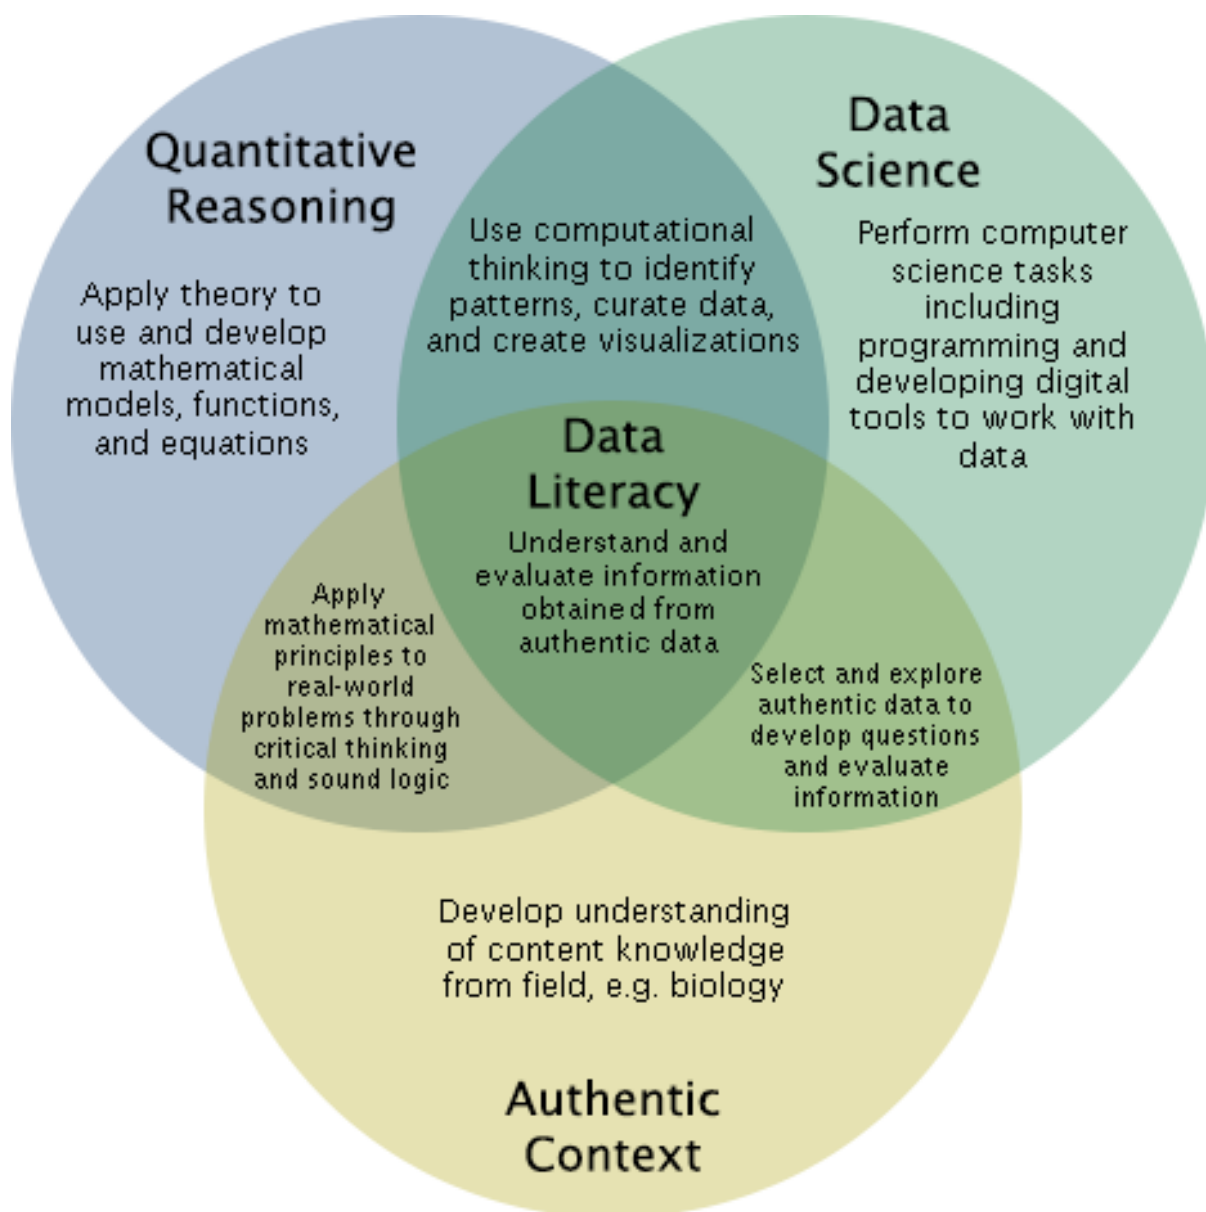 Quantitative
Reasoning
Apply theory to
use and develop
mathematical
models, functions,
and equations
Use computational
thinking to identify
patterns, curate data,
and create visualizations
Data
Science
Perform computer
science tasks
including
programming and
developing digital
tools to work with
data
Data
Literacy
Understand and
evaluate information
obtained from
authentic data
Apply
mathematical
principles to
real-world
problems through
critical thinking
and sound logic
Select and explore
authentic data to
develop questions
and evaluate
information
Develop understanding
of content knowledge
from field, e.g. biology
Authentic
Context